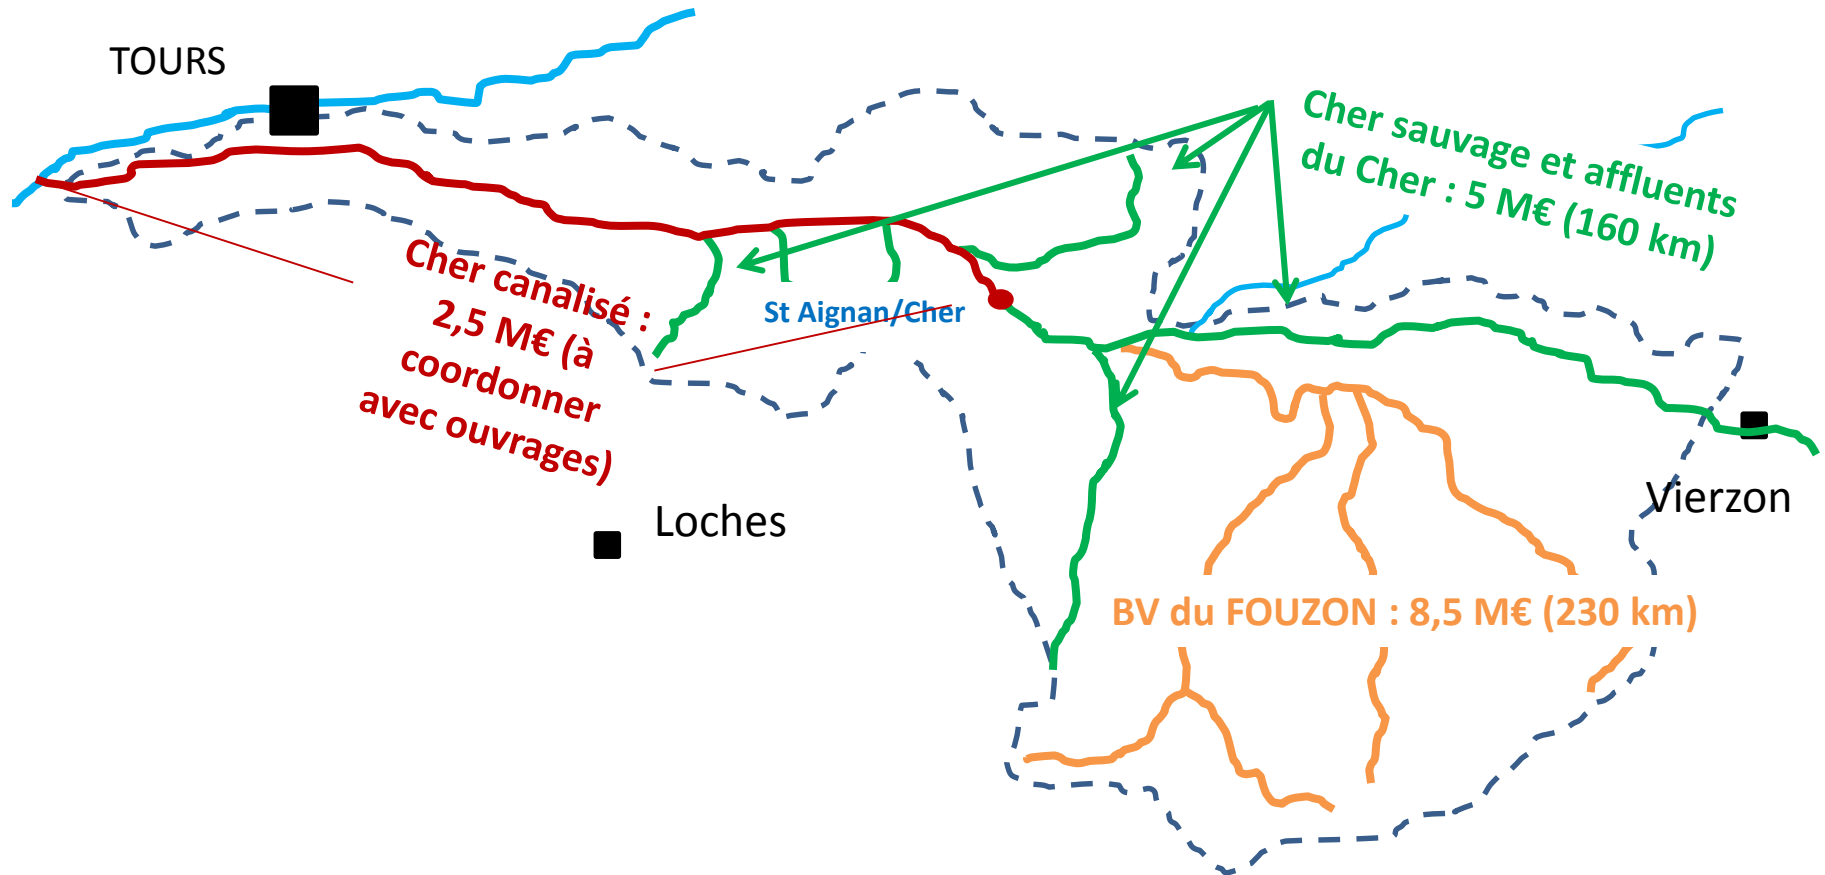 TOURS
Cher sauvage et affluents
du Cher : 5 M€ (160 km)
Cher canalisé :
2,5 M€ (à
coordonner
avec ouvrages)
St Aignan/Cher
Loches
Vierzon
BV du FOUZON : 8,5 M€ (230 km)